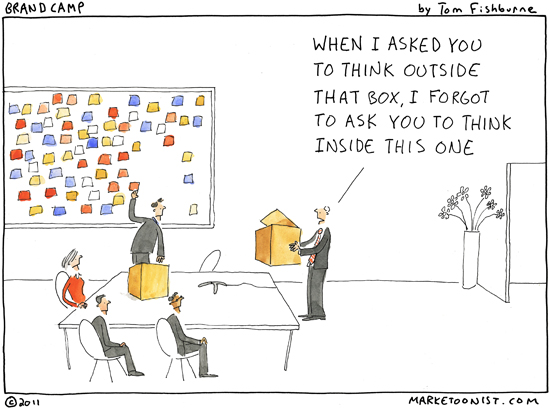 BRAND CAMP
by Tom Fishburne
WHEN I ASKED YOU
TO THINK OUTSIDE
THAT BOX, I FORGOT
TO ASK YOU TO THINK
INSIDE THIS ONE
© 2011
MARKETOONIST.COM